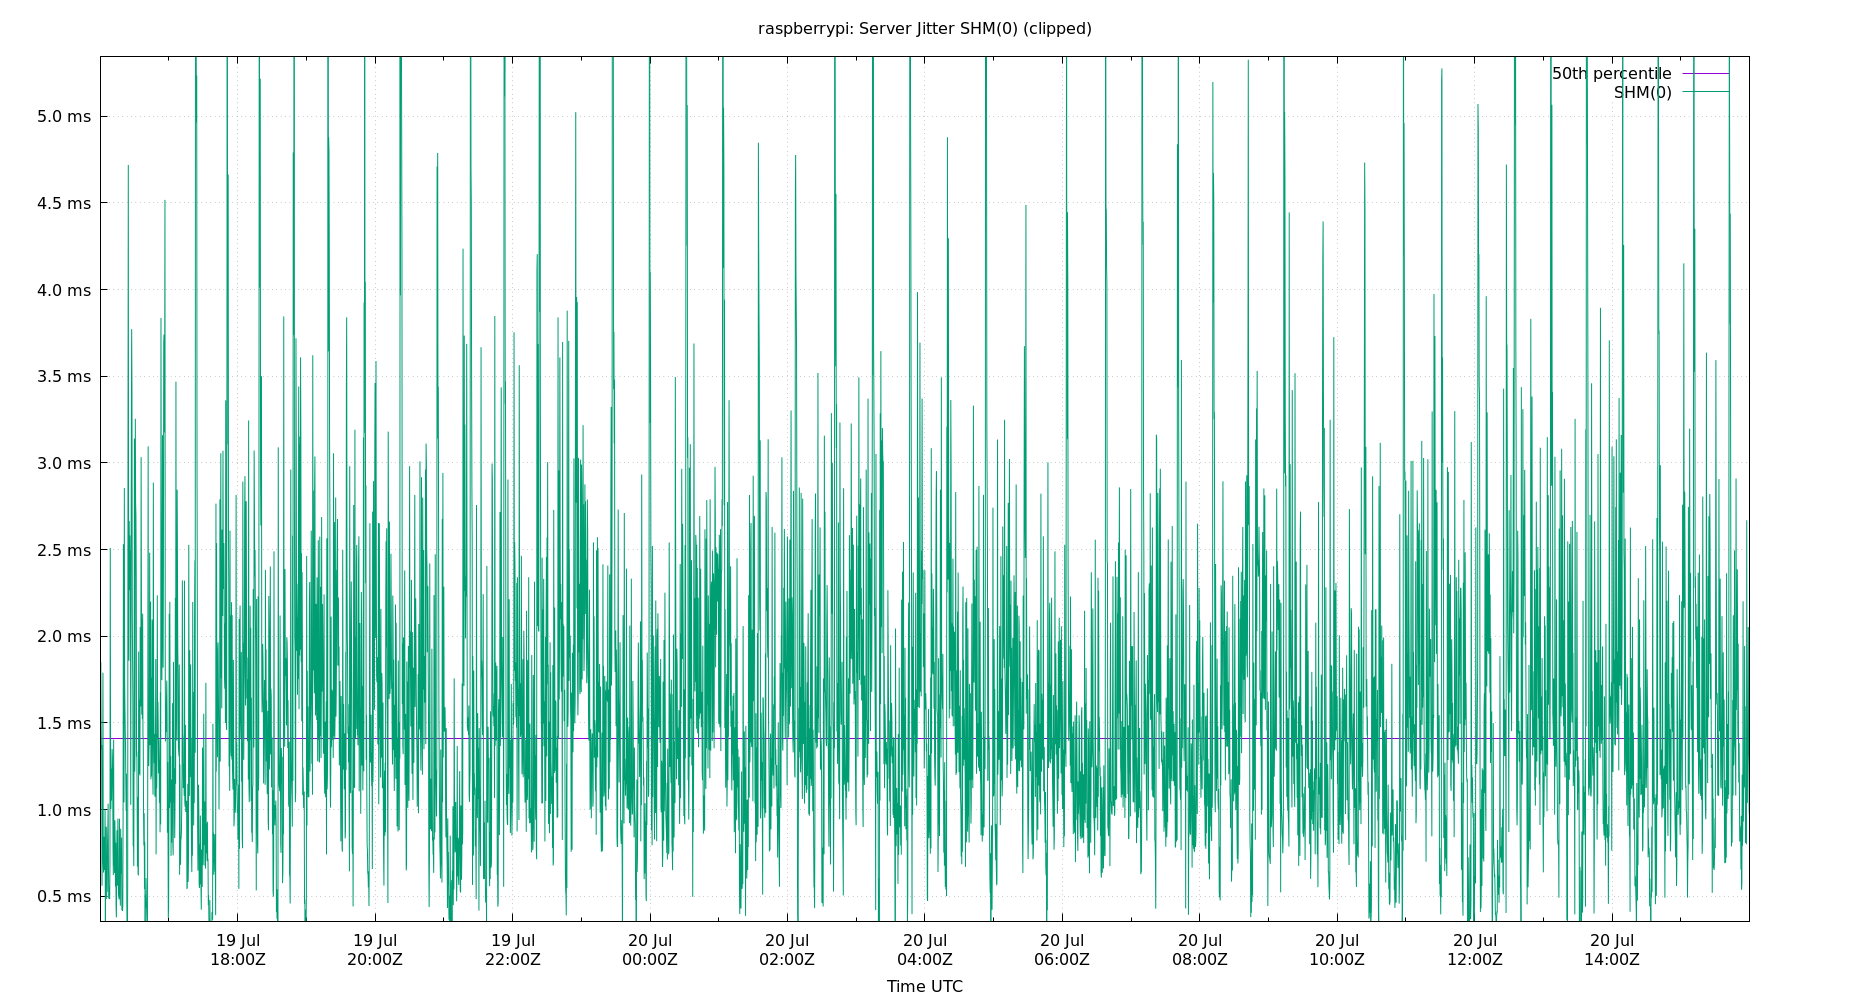 raspberrypi: Server Jitter SHM(0) (clipped)
50th percentile
SHM(0)
5.0 ms
4.5 ms
4.0 ms
3.5 ms
3.0 ms
2.5 ms
2.0 ms
1.5 ms
1.0 ms
0.5 ms
19 Jul 19 Jul 19 Jul 20 Jul 20 Jul 20 Jul 20 Jul 20 Jul 20 Jul 20 Jul 20 Jul
18:00Z 20:00Z 22:00Z 00:00Z 02:00Z 04:00Z 06:00Z 08:00Z 10:00Z 12:00Z 14:00Z
Time UTC